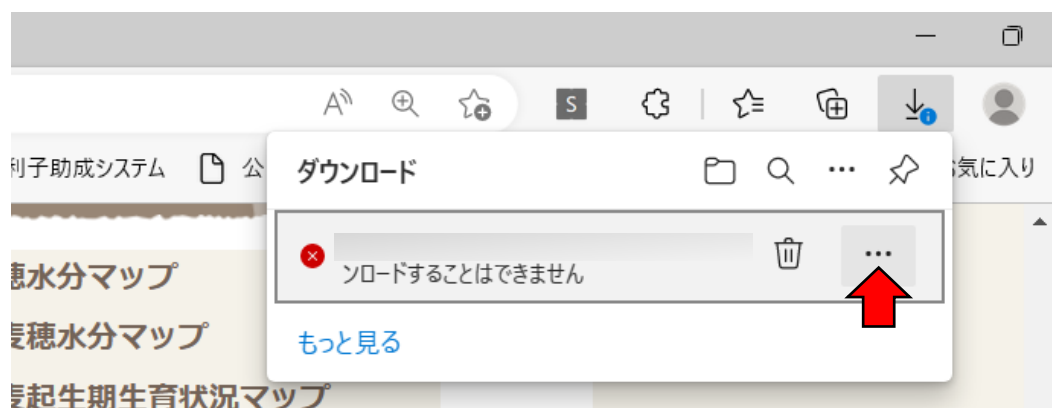 S
利子助成システム
公
お気に入り
ダウンロード
ンロードすることはできません
もっと見る
穂水分マップ
麦穂水分マップ
麦起生期生育状況マップ